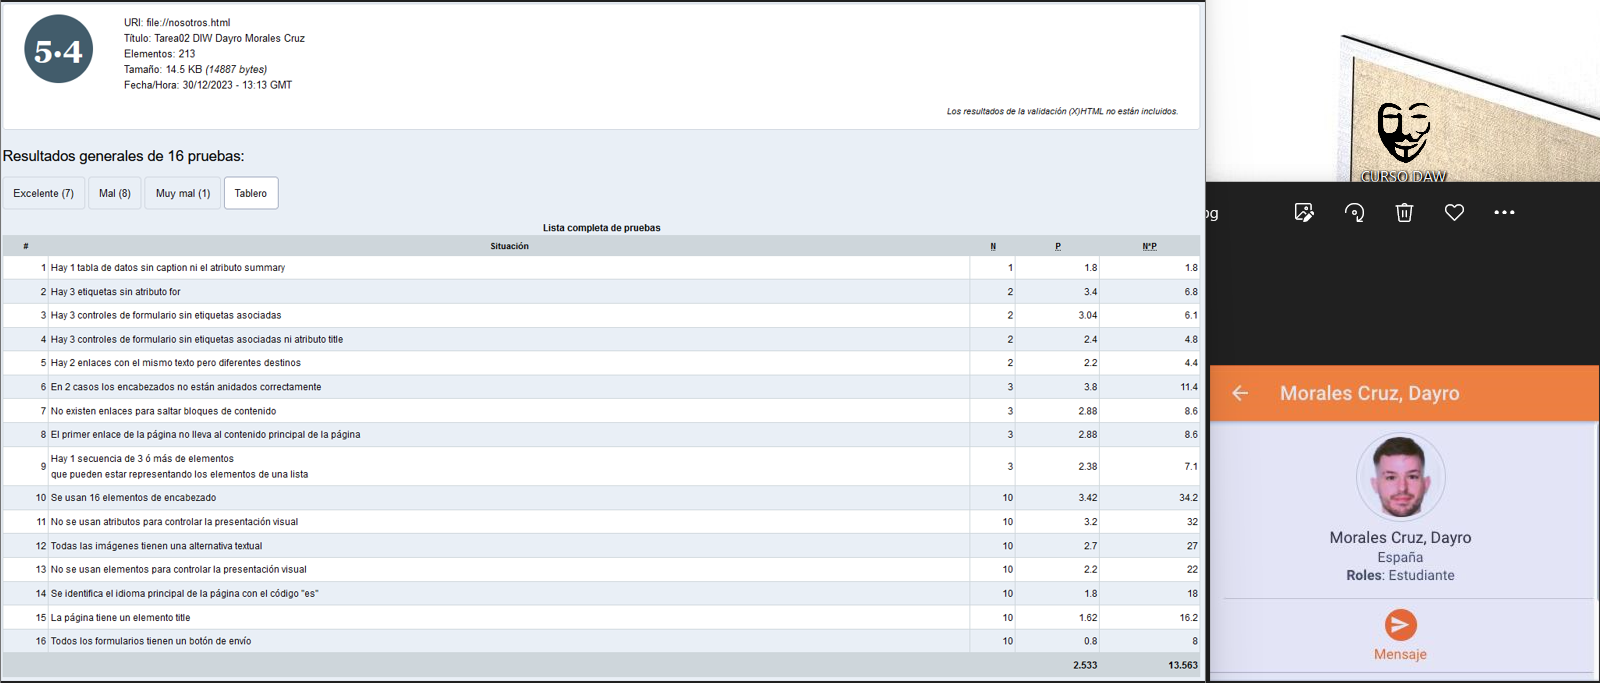 5·4
URI: file://nosotros.html
Título: Tarea02 DIW Dayro Morales Cruz
Elementos: 213
Tamaño: 14.5 KB (14887 bytes)
Fecha/Hora: 30/12/2023 - 13:13 GMT
Los resultados de la validación (X)HTML no están incluidos.
Resultados generales de 16 pruebas:
Excelente (7) Mal (8) Muy mal (1) Tablero
Lista completa de pruebas
# Situación N P N*P
1 Hay 1 tabla de datos sin caption ni el atributo summary 1 1.8 1.8
2 Hay 3 etiquetas sin atributo for 2 3.4 6.8
3 Hay 3 controles de formulario sin etiquetas asociadas 2 3.04 6.1
4 Hay 3 controles de formulario sin etiquetas asociadas ni atributo title 2 2.4 4.8
5 Hay 2 enlaces con el mismo texto pero diferentes destinos 2 2.2 4.4
6 En 2 casos los encabezados no están anidados correctamente 3 3.8 11.4
7 No existen enlaces para saltar bloques de contenido 3 2.88 8.6
8 El primer enlace de la página no lleva al contenido principal de la página 3 2.88 8.6
9 Hay 1 secuencia de 3 ó más de elementos
que pueden estar representando los elementos de una lista 3 2.38 7.1
10 Se usan 16 elementos de encabezado 10 3.42 34.2
11 No se usan atributos para controlar la presentación visual 10 3.2 32
12 Todas las imágenes tienen una alternativa textual 10 2.7 27
13 No se usan elementos para controlar la presentación visual 10 2.2 22
14 Se identifica el idioma principal de la página con el código "es" 10 1.8 18
15 La página tiene un elemento title 10 1.62 16.2
16 Todos los formularios tienen un botón de envío 10 0.8 8
2.533 13.563
CURSO DAW
Morales Cruz, Dayro
Morales Cruz, Dayro
España
Roles: Estudiante
Mensaje